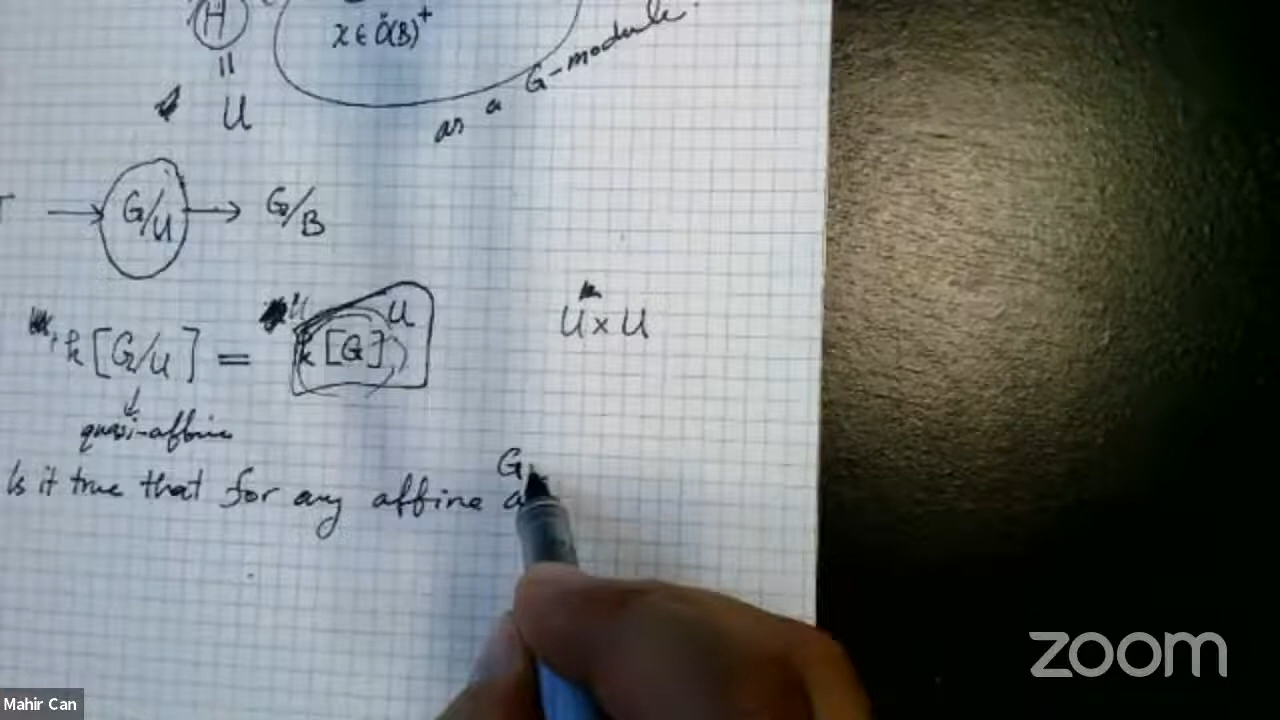 H
χ ∈ Ö(B)⁺
||
U
as a G-module.
→ G/U → G/B
k[G/U] = k[G]ᵁ
U×U
↓
quasi-affine
G
Is it true that for any affine a
zoom
Mahir Can